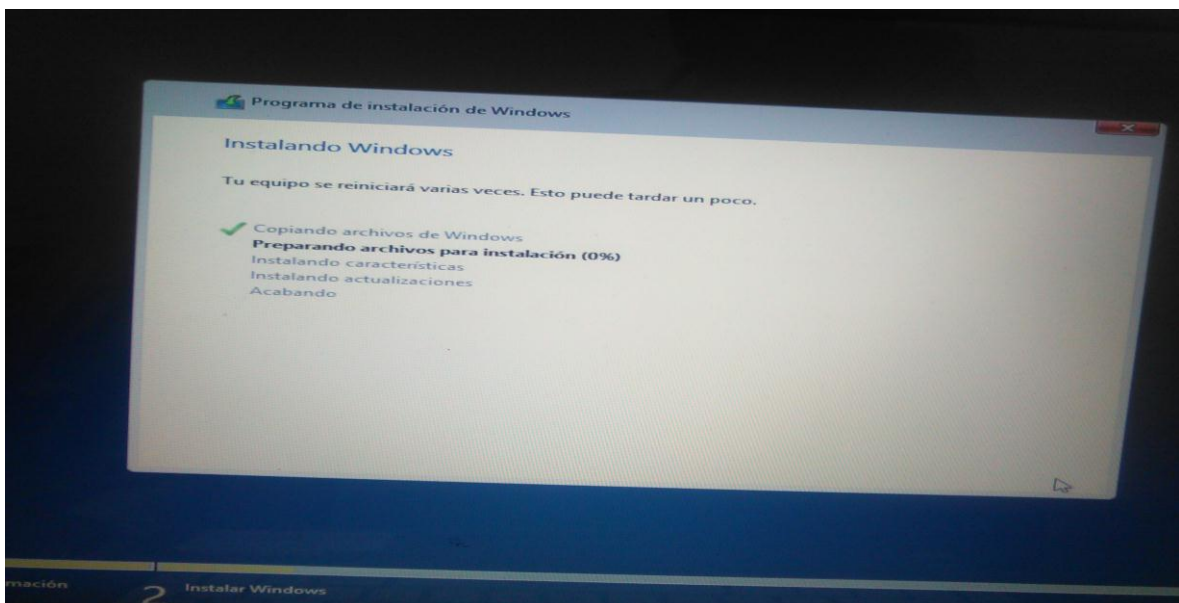 Programa de instalación de Windows
Instalando Windows
Tu equipo se reiniciará varias veces. Esto puede tardar un poco.
Copiando archivos de Windows
Preparando archivos para instalación (0%)
Instalando características
Instalando actualizaciones
Acabando
mación
2 Instalar Windows